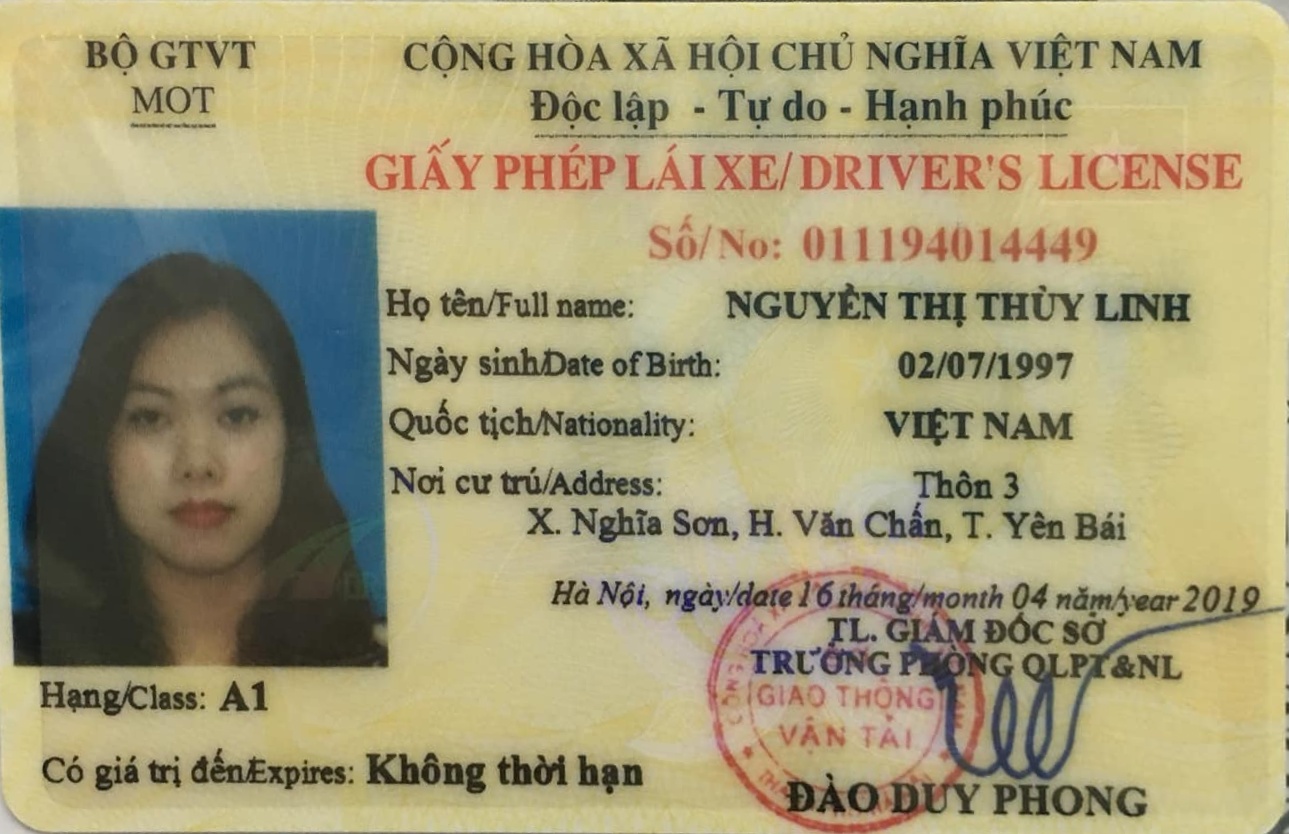 BỘ GTVT
MOT
CỘNG HÒA XÃ HỘI CHỦ NGHĨA VIỆT NAM
Độc lập - Tự do - Hạnh phúc
GIẤY PHÉP LÁI XE/ DRIVER'S LICENSE
Số/ No: 011194014449
Họ tên/Full name: NGUYỄN THỊ THÙY LINH
Ngày sinh/Date of Birth: 02/07/1997
Quốc tịch/Nationality: VIỆT NAM
Nơi cư trú/Address: Thôn 3
X. Nghĩa Sơn, H. Văn Chấn, T. Yên Bái
Hà Nội, ngày/date 16 tháng/month 04 năm/year 2019
TL. GIÁM ĐỐC SỞ
TRƯỞNG PHÒNG QLPT&NL
GIAO THÔNG
VẬN TẢI
ĐÀO DUY PHONG
Hạng/Class: A1
Có giá trị đến/Expires: Không thời hạn